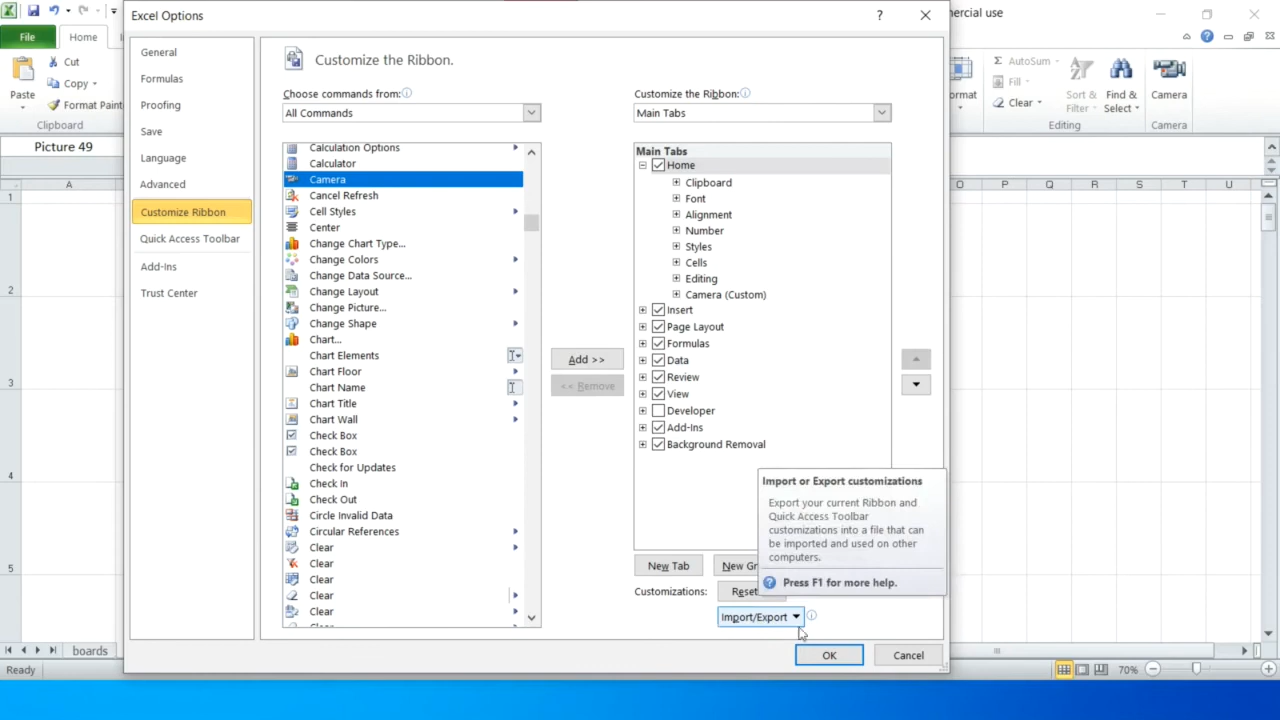 Excel Options
ercial use
File
Home
Paste
Cut
Copy
Format Paint
Clipboard
ormat
AutoSum
Fill
Clear
Sort &
Filter
Find &
Select
Editing
Camera
Camera
Picture 49
A
O
P
Q
R
S
T
U
1
2
3
4
5
General
Formulas
Proofing
Save
Language
Advanced
Customize Ribbon
Quick Access Toolbar
Add-Ins
Trust Center
Customize the Ribbon.
Choose commands from:
All Commands
Calculation Options
Calculator
Camera
Cancel Refresh
Cell Styles
Center
Change Chart Type...
Change Colors
Change Data Source...
Change Layout
Change Picture...
Change Shape
Chart...
Chart Elements
Chart Floor
Chart Name
Chart Title
Chart Wall
Check Box
Check Box
Check for Updates
Check In
Check Out
Circle Invalid Data
Circular References
Clear
Clear
Clear
Clear
Clear
Add >>
<< Remove
Customize the Ribbon:
Main Tabs
Main Tabs
Home
Clipboard
Font
Alignment
Number
Styles
Cells
Editing
Camera (Custom)
Insert
Page Layout
Formulas
Data
Review
View
Developer
Add-Ins
Background Removal
Import or Export customizations
Export your current Ribbon and
Quick Access Toolbar
customizations into a file that can
be imported and used on other
computers.
Press F1 for more help.
New Tab
New Gr
Customizations:
Reset
Import/Export
OK
Cancel
boards
Ready
70%